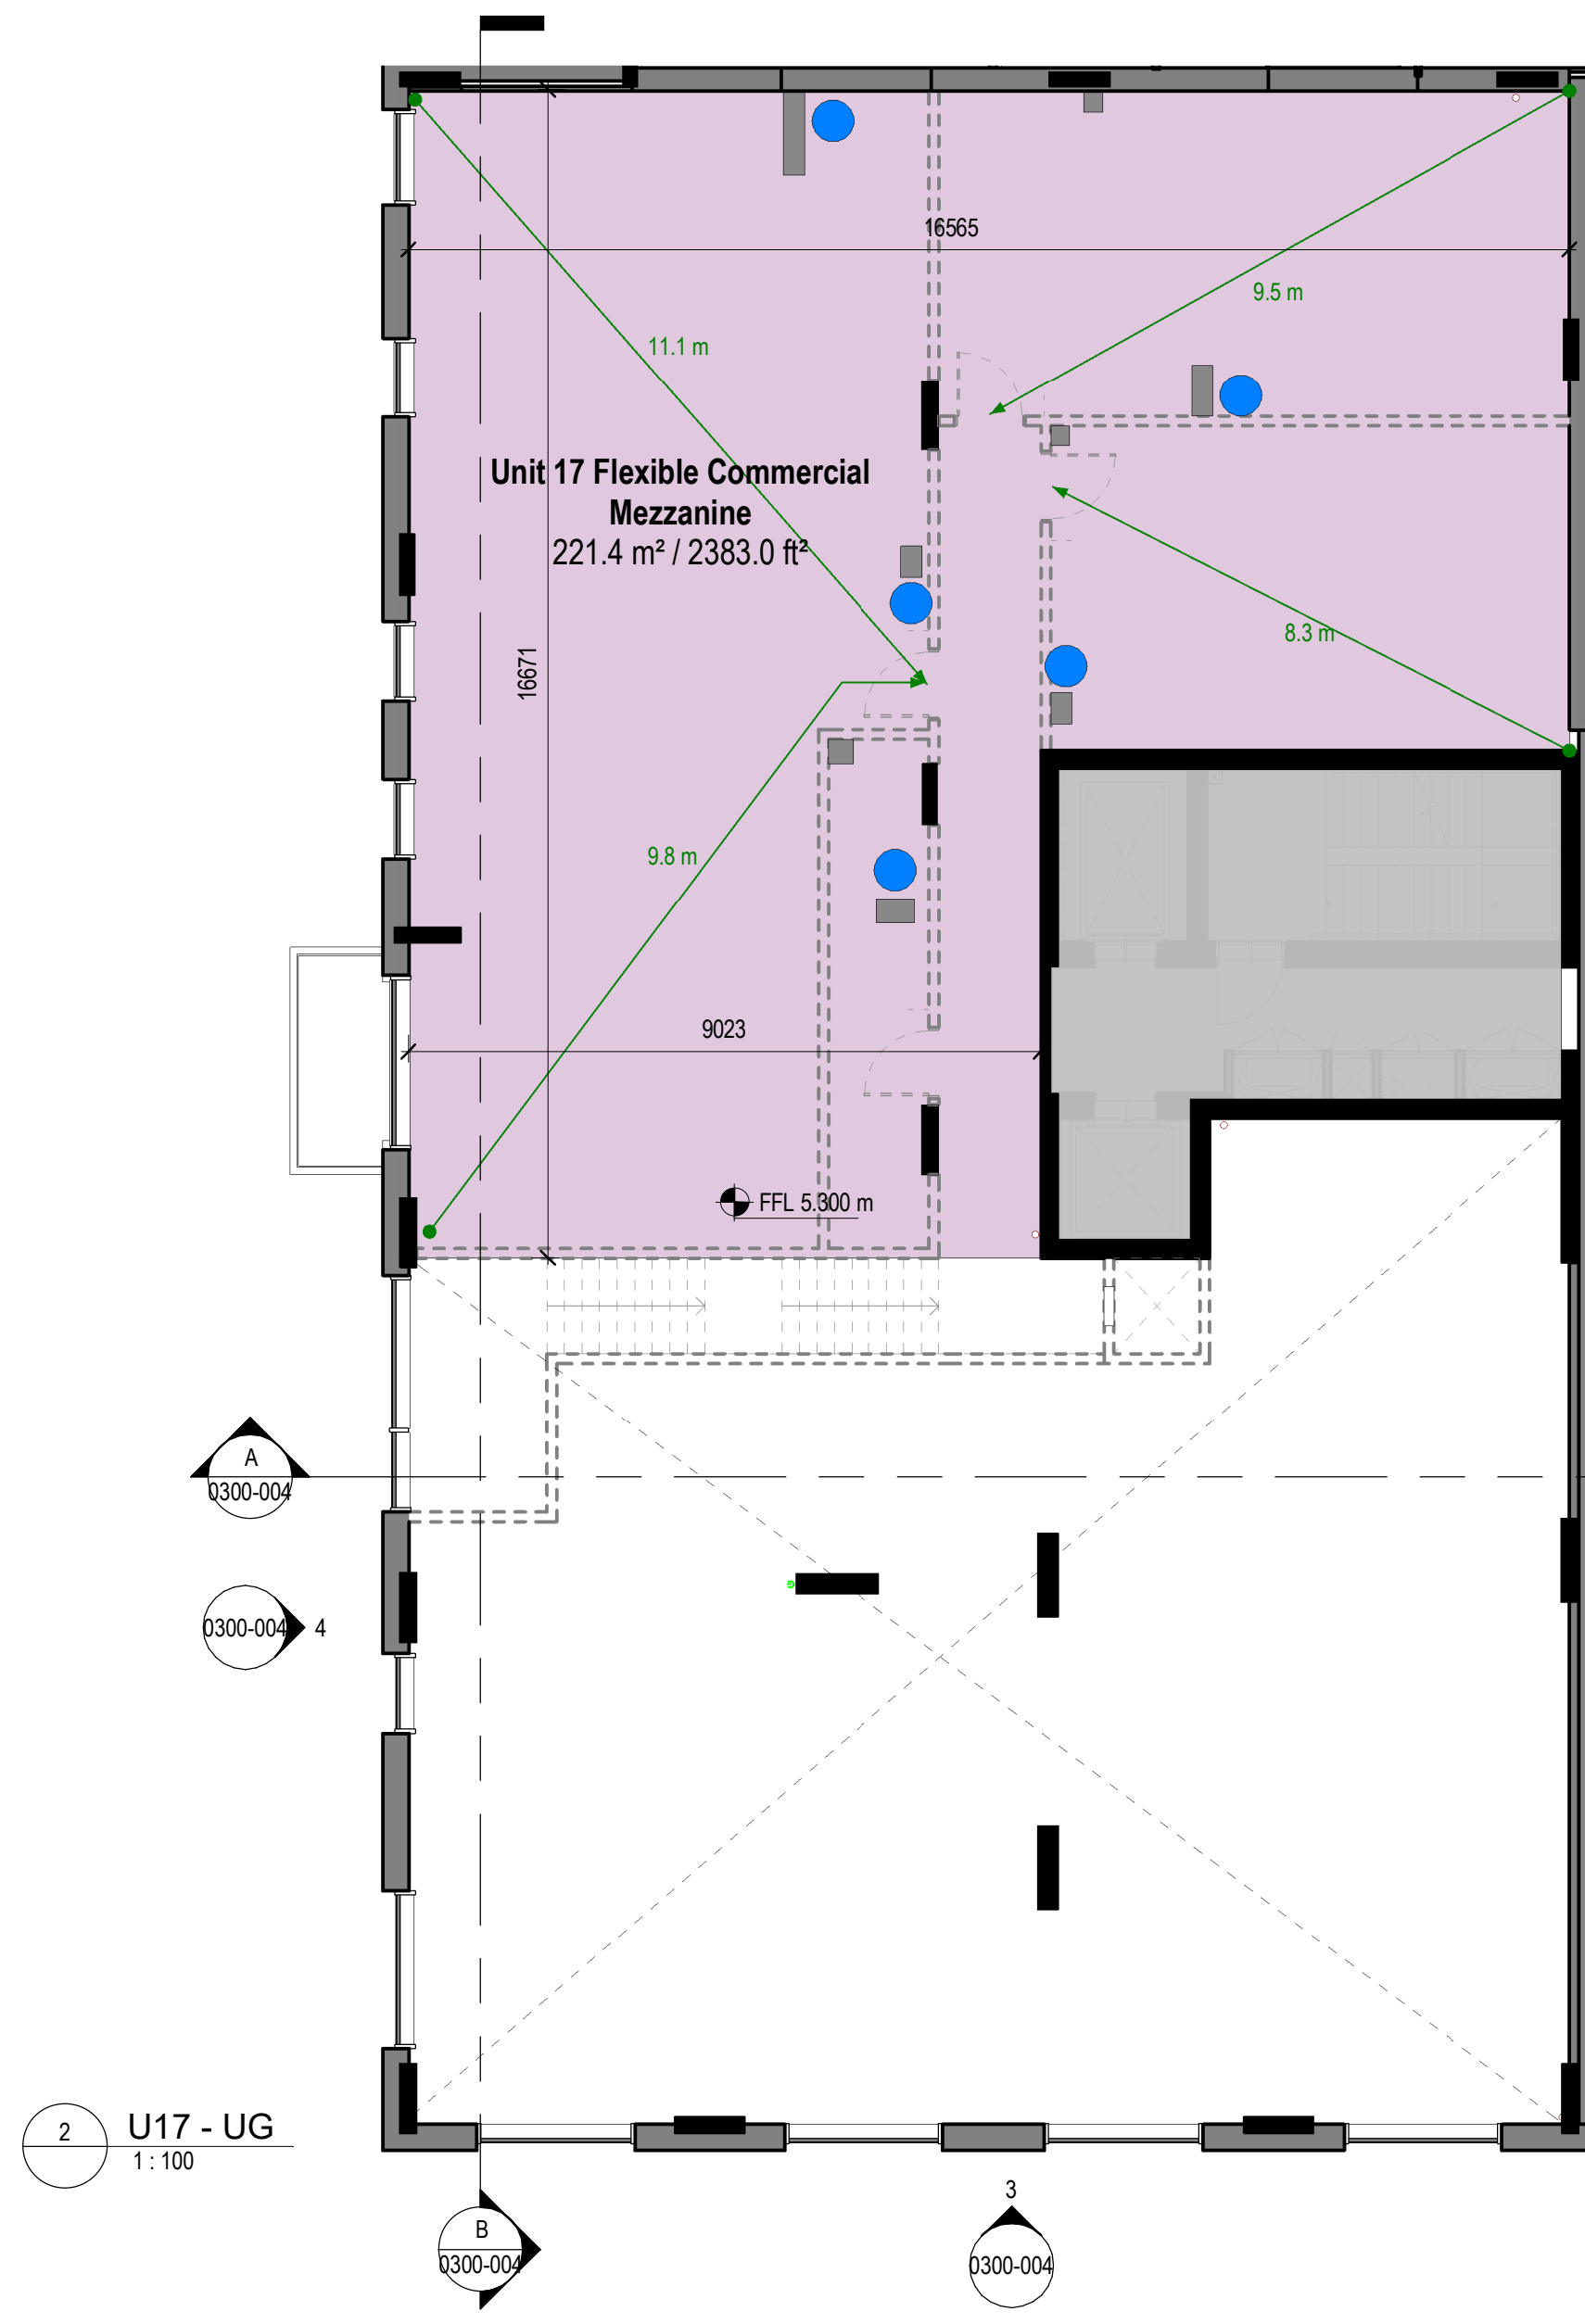 16565
9.5 m
11.1 m
Unit 17 Flexible Commercial
Mezzanine
221.4 m² / 2383.0 ft²
8.3 m
16671
9.8 m
9023
FFL 5.300 m
A
0300-004
0300-004
4
2
U17 - UG
1 : 100
B
0300-004
3
0300-004